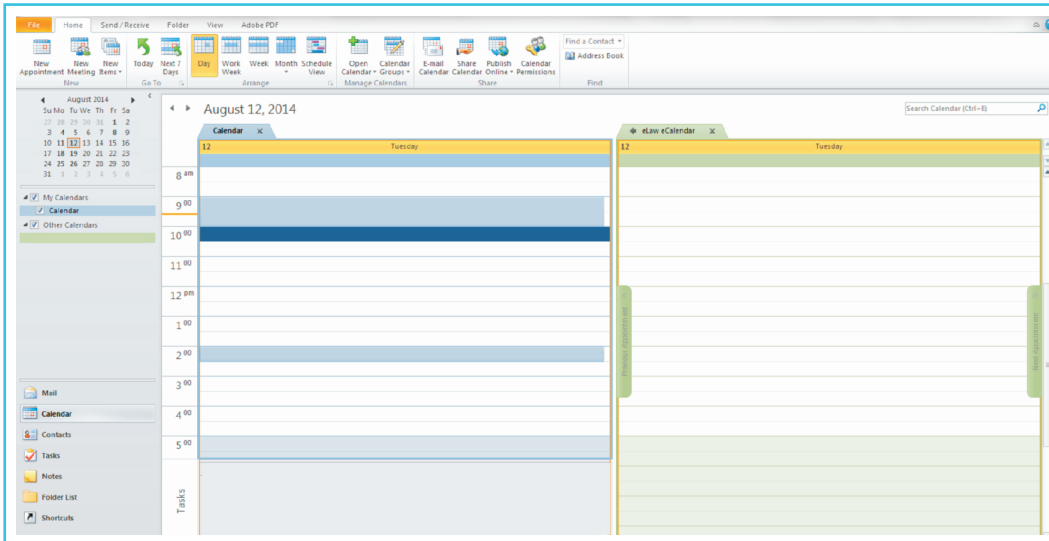 File Home Send / Receive Folder View Adobe PDF
New Appointment
New Meeting
New Items
Today
Next 7 Days
Day
Work Week
Week
Month
Schedule View
Open Calendar
Calendar Groups
E-mail Calendar
Share Calendar
Publish Online
Calendar Permissions
Find a Contact
Address Book
New Go To Arrange Manage Calendars Share Find
August 2014
Su Mo Tu We Th Fr Sa
27 28 29 30 31 1 2
3 4 5 6 7 8 9
10 11 12 13 14 15 16
17 18 19 20 21 22 23
24 25 26 27 28 29 30
31 1 2 3 4 5 6
My Calendars
Calendar
Other Calendars
Mail
Calendar
Contacts
Tasks
Notes
Folder List
Shortcuts
August 12, 2014
Search Calendar (Ctrl+E)
Calendar x
eLaw eCalendar x
12 Tuesday
12 Tuesday
8 am
9 00
10 00
11 00
12 pm
1 00
2 00
3 00
4 00
5 00
Tasks
Previous Appointment
Next Appointment